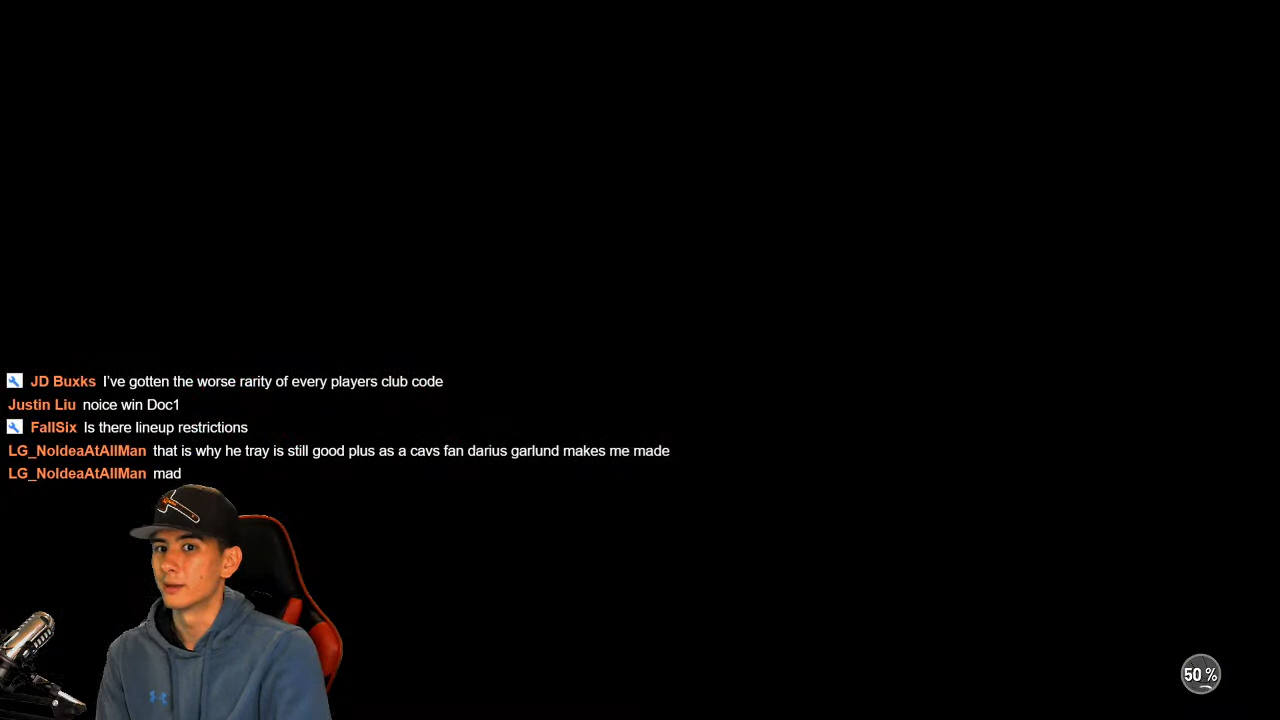 JD Buxks I've gotten the worse rarity of every players club code
Justin Liu noice win Doc1
FallSix Is there lineup restrictions
LG_NoIdeaAtAllMan that is why he tray is still good plus as a cavs fan darius garlund makes me made
LG_NoIdeaAtAllMan mad
50 %